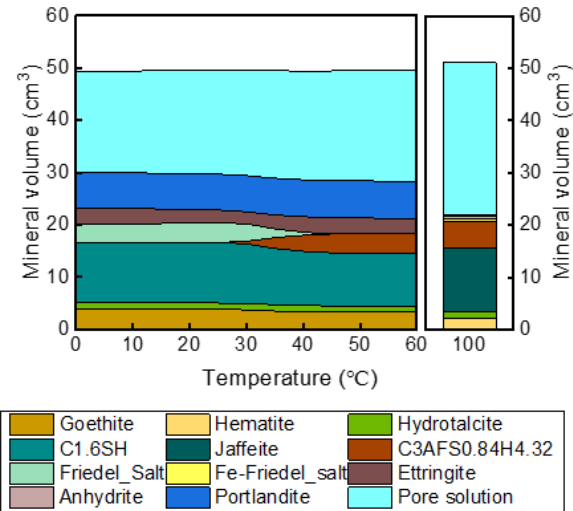 60
50
40
30
20
10
0
Mineral volume (cm3)
0 10 20 30 40 50 60
Temperature (℃)
100
60
50
40
30
20
10
0
Mineral volume (cm3)
Goethite Hematite Hydrotalcite
C1.6SH Jaffeite C3AFS0.84H4.32
Friedel_Salt Fe-Friedel_salt Ettringite
Anhydrite Portlandite Pore solution